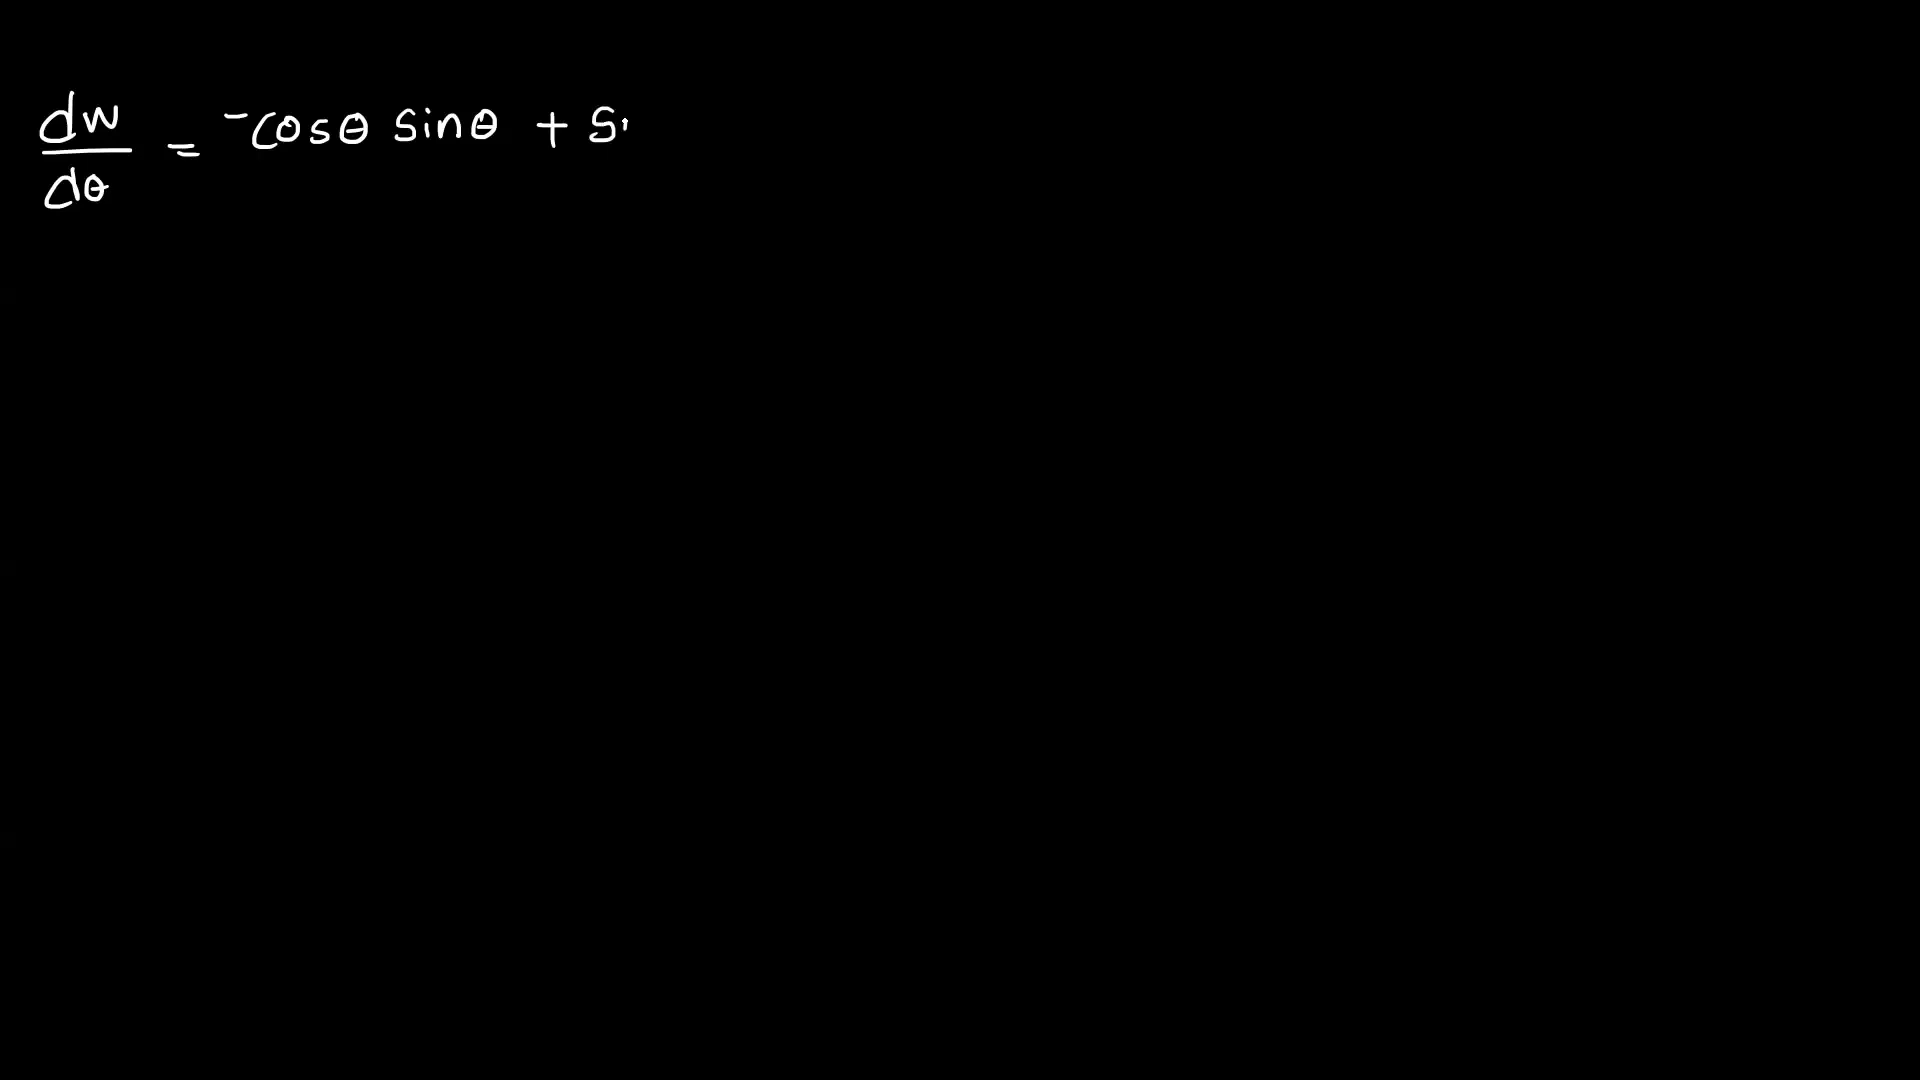 dw/dθ = -cosθ sinθ + s